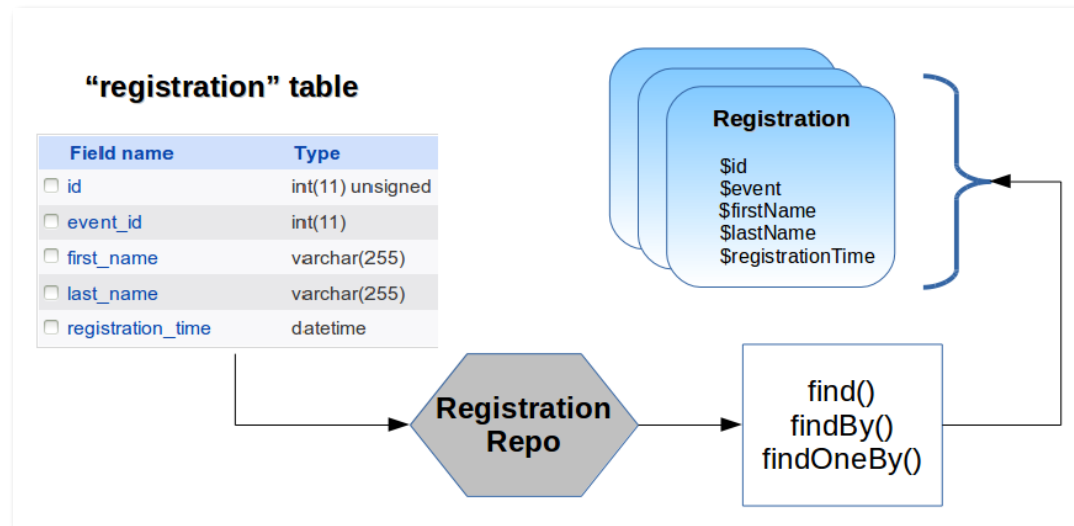 “registration” table
Field name Type
id int(11) unsigned
event_id int(11)
first_name varchar(255)
last_name varchar(255)
registration_time datetime
Registration
$id
$event
$firstName
$lastName
$registrationTime
Registration
Repo
find()
findBy()
findOneBy()